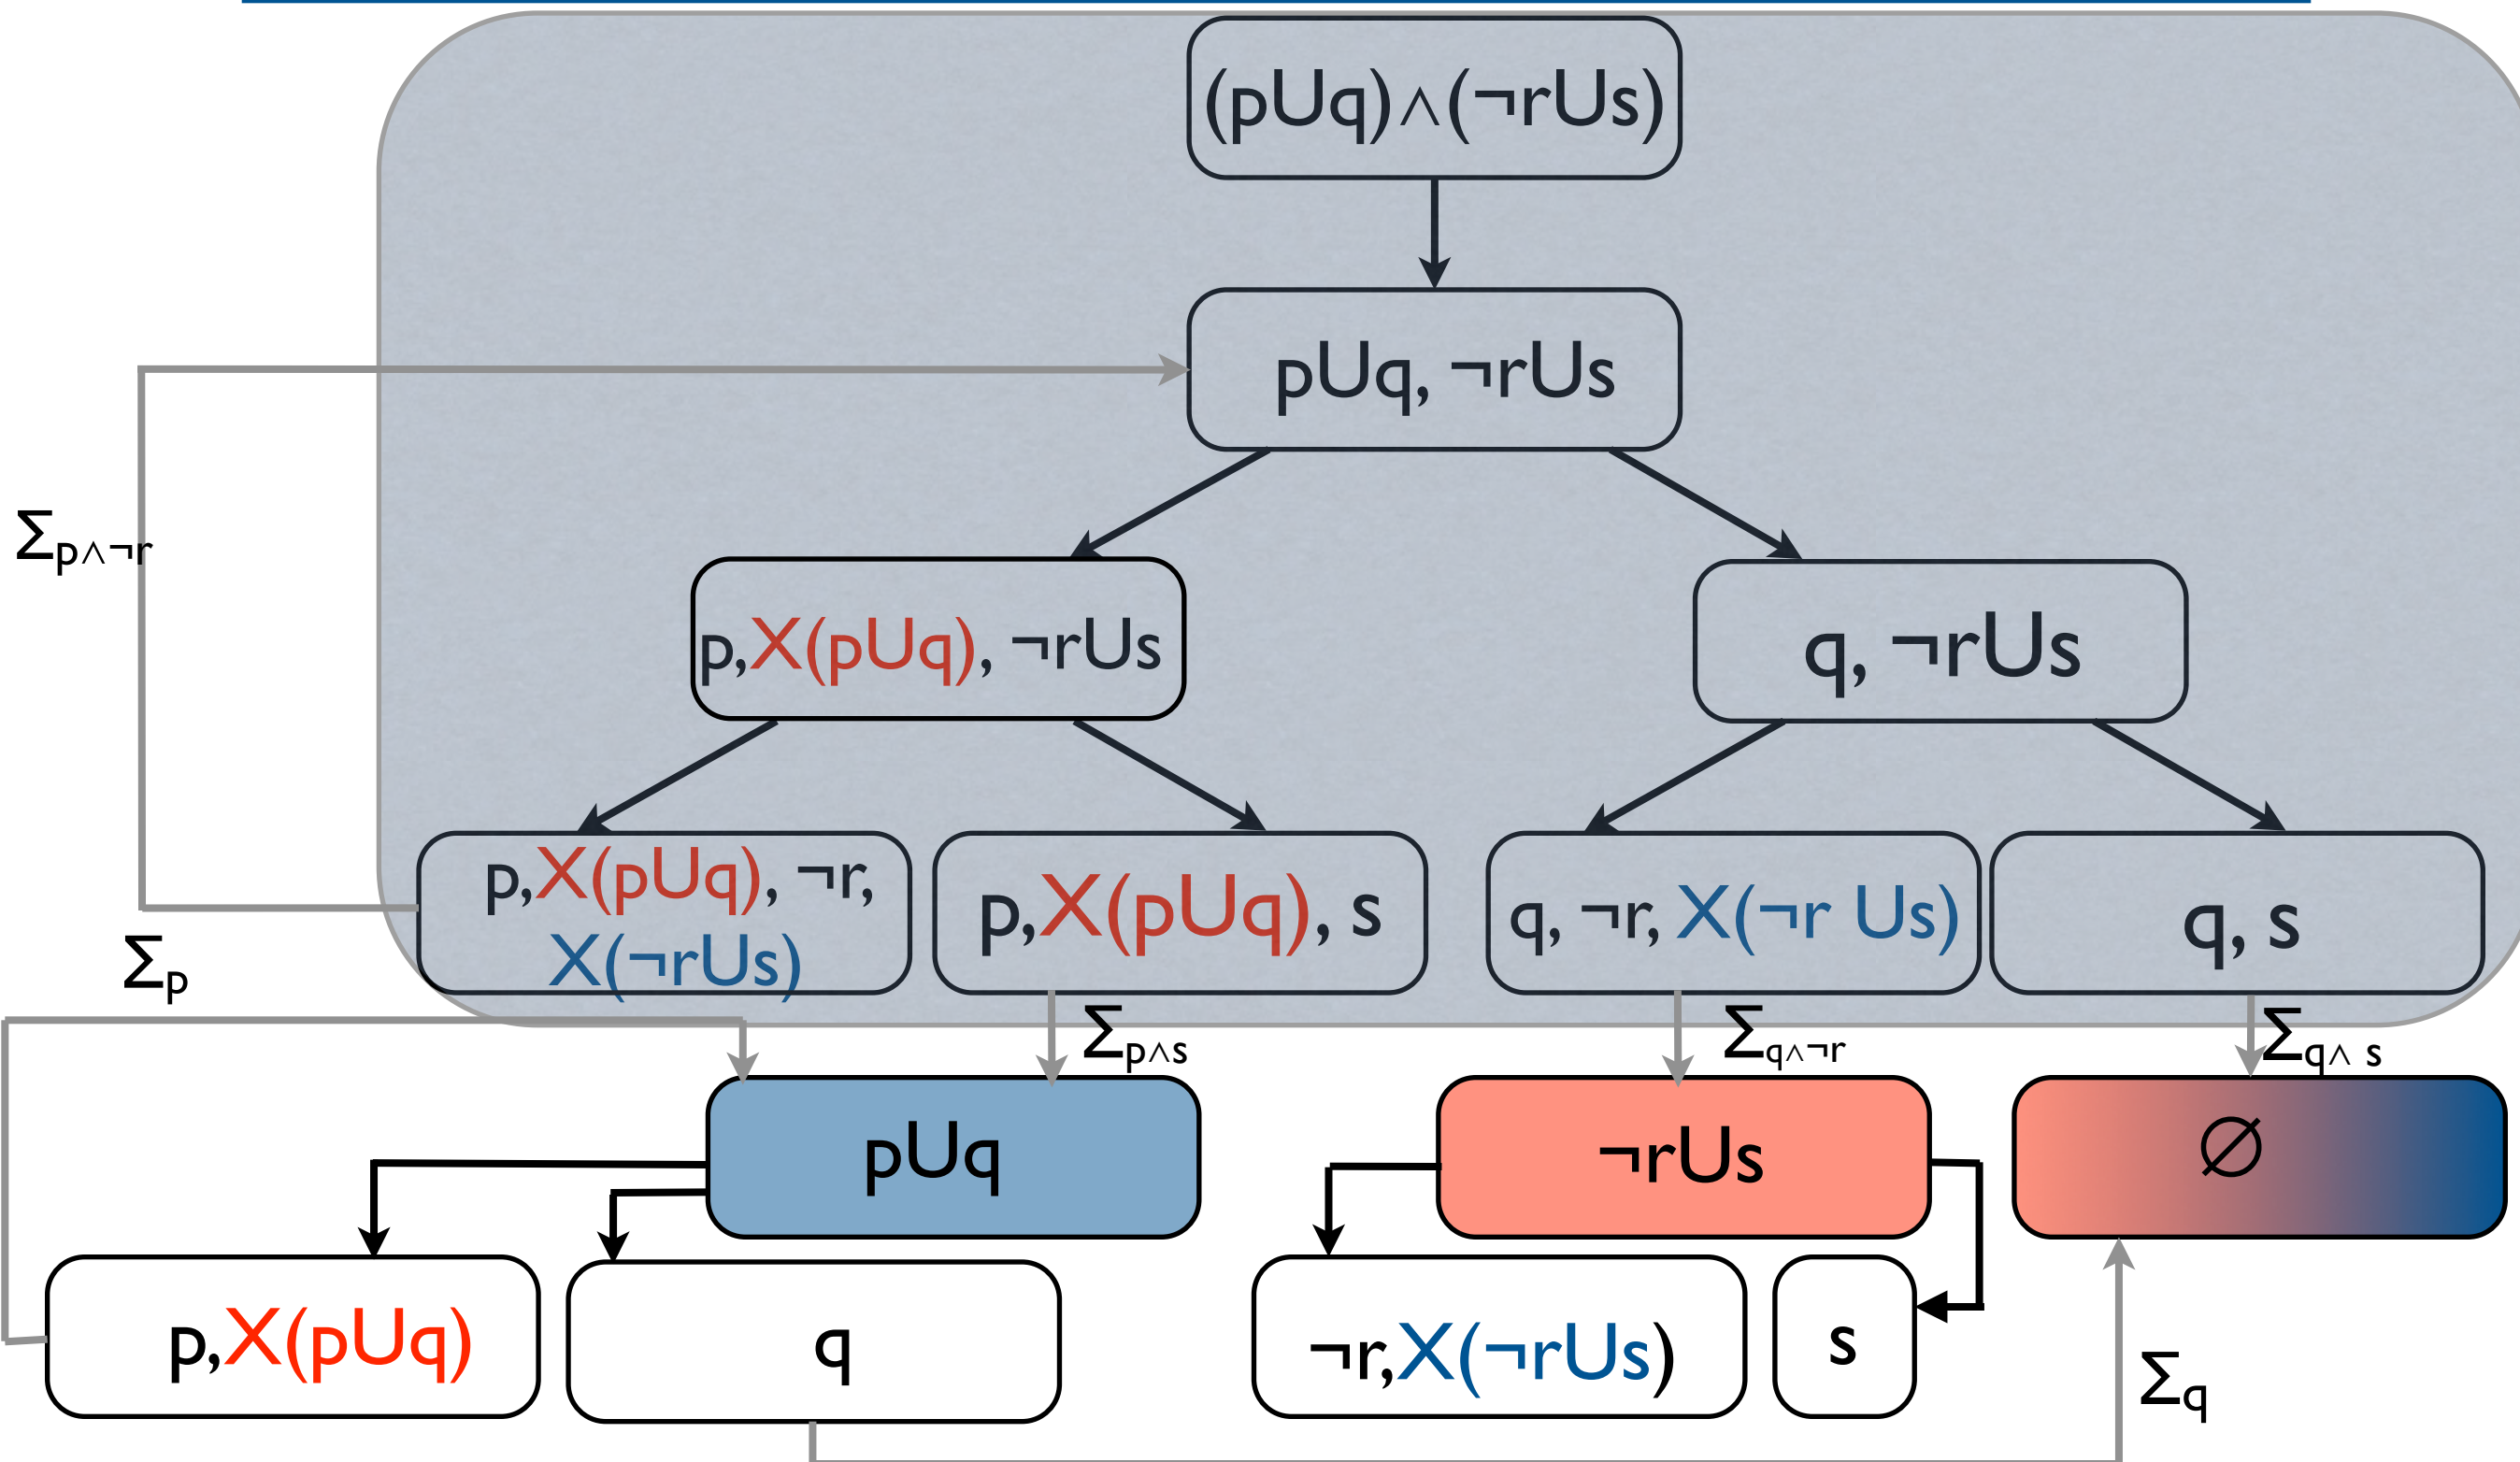 (pUq)∧(¬rUs)
pUq, ¬rUs
Σp∧¬r
p,X(pUq), ¬rUs
q, ¬rUs
p,X(pUq), ¬r,
X(¬rUs)
p,X(pUq), s
q, ¬r, X(¬r Us)
q, s
Σp
Σp∧s
Σq∧¬r
Σq∧ s
pUq
¬rUs
∅
p,X(pUq)
q
¬r,X(¬rUs)
s
Σq